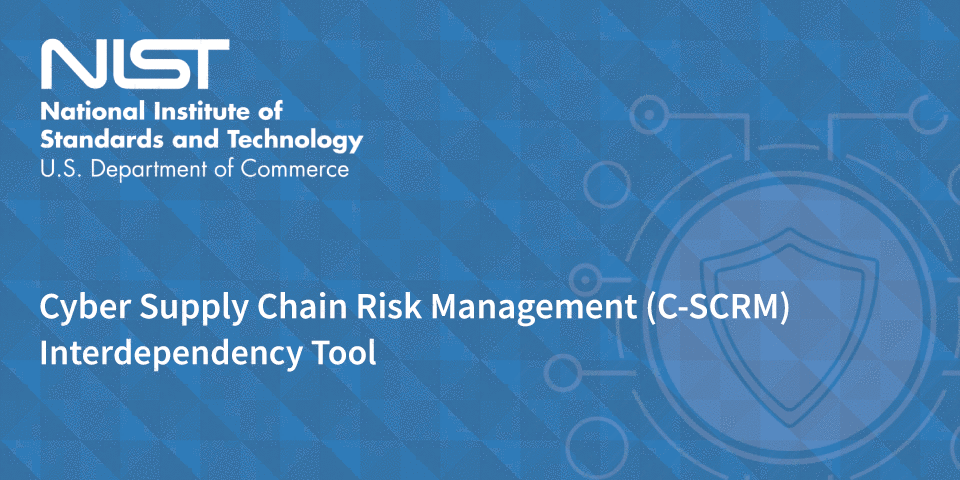 NIST
National Institute of
Standards and Technology
U.S. Department of Commerce
Cyber Supply Chain Risk Management (C-SCRM)
Interdependency Tool